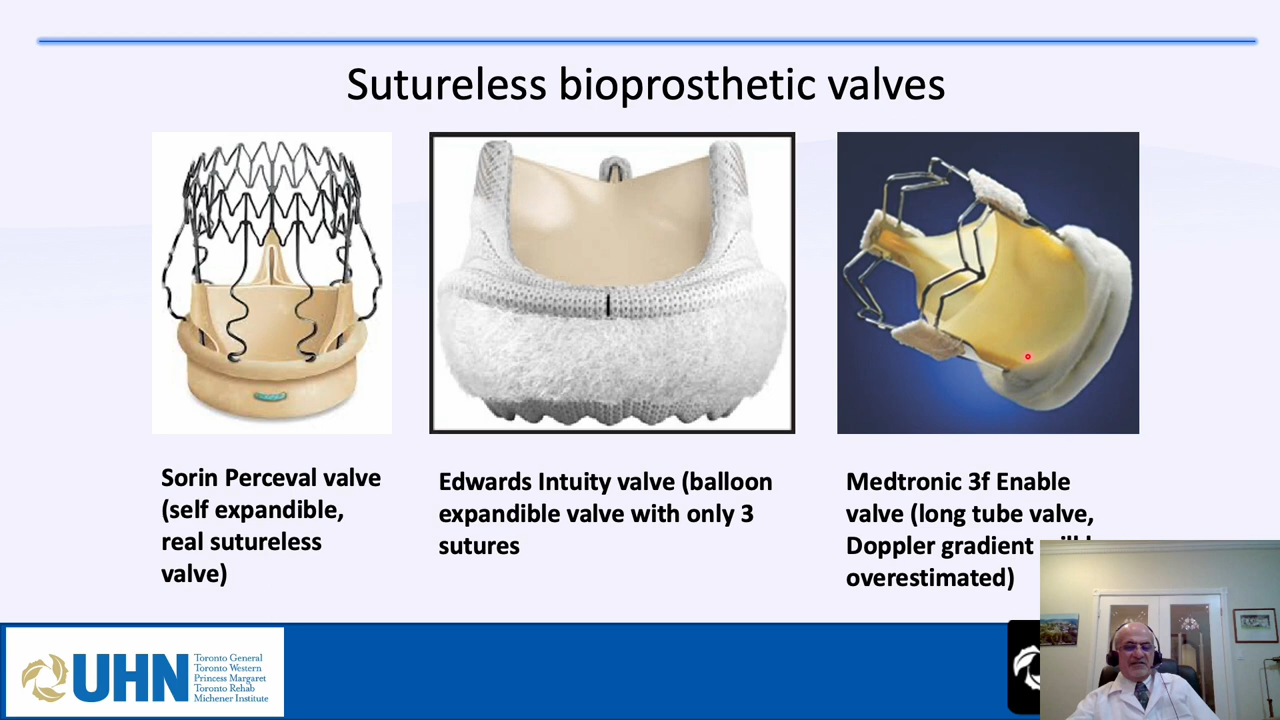 Sutureless bioprosthetic valves
Sorin Perceval valve
(self expandible,
real sutureless
valve)
Edwards Intuity valve (balloon
expandible valve with only 3
sutures
Medtronic 3f Enable
valve (long tube valve,
Doppler gradient
overestimated)
UHN
Toronto General
Toronto Western
Princess Margaret
Toronto Rehab
Michener Institute